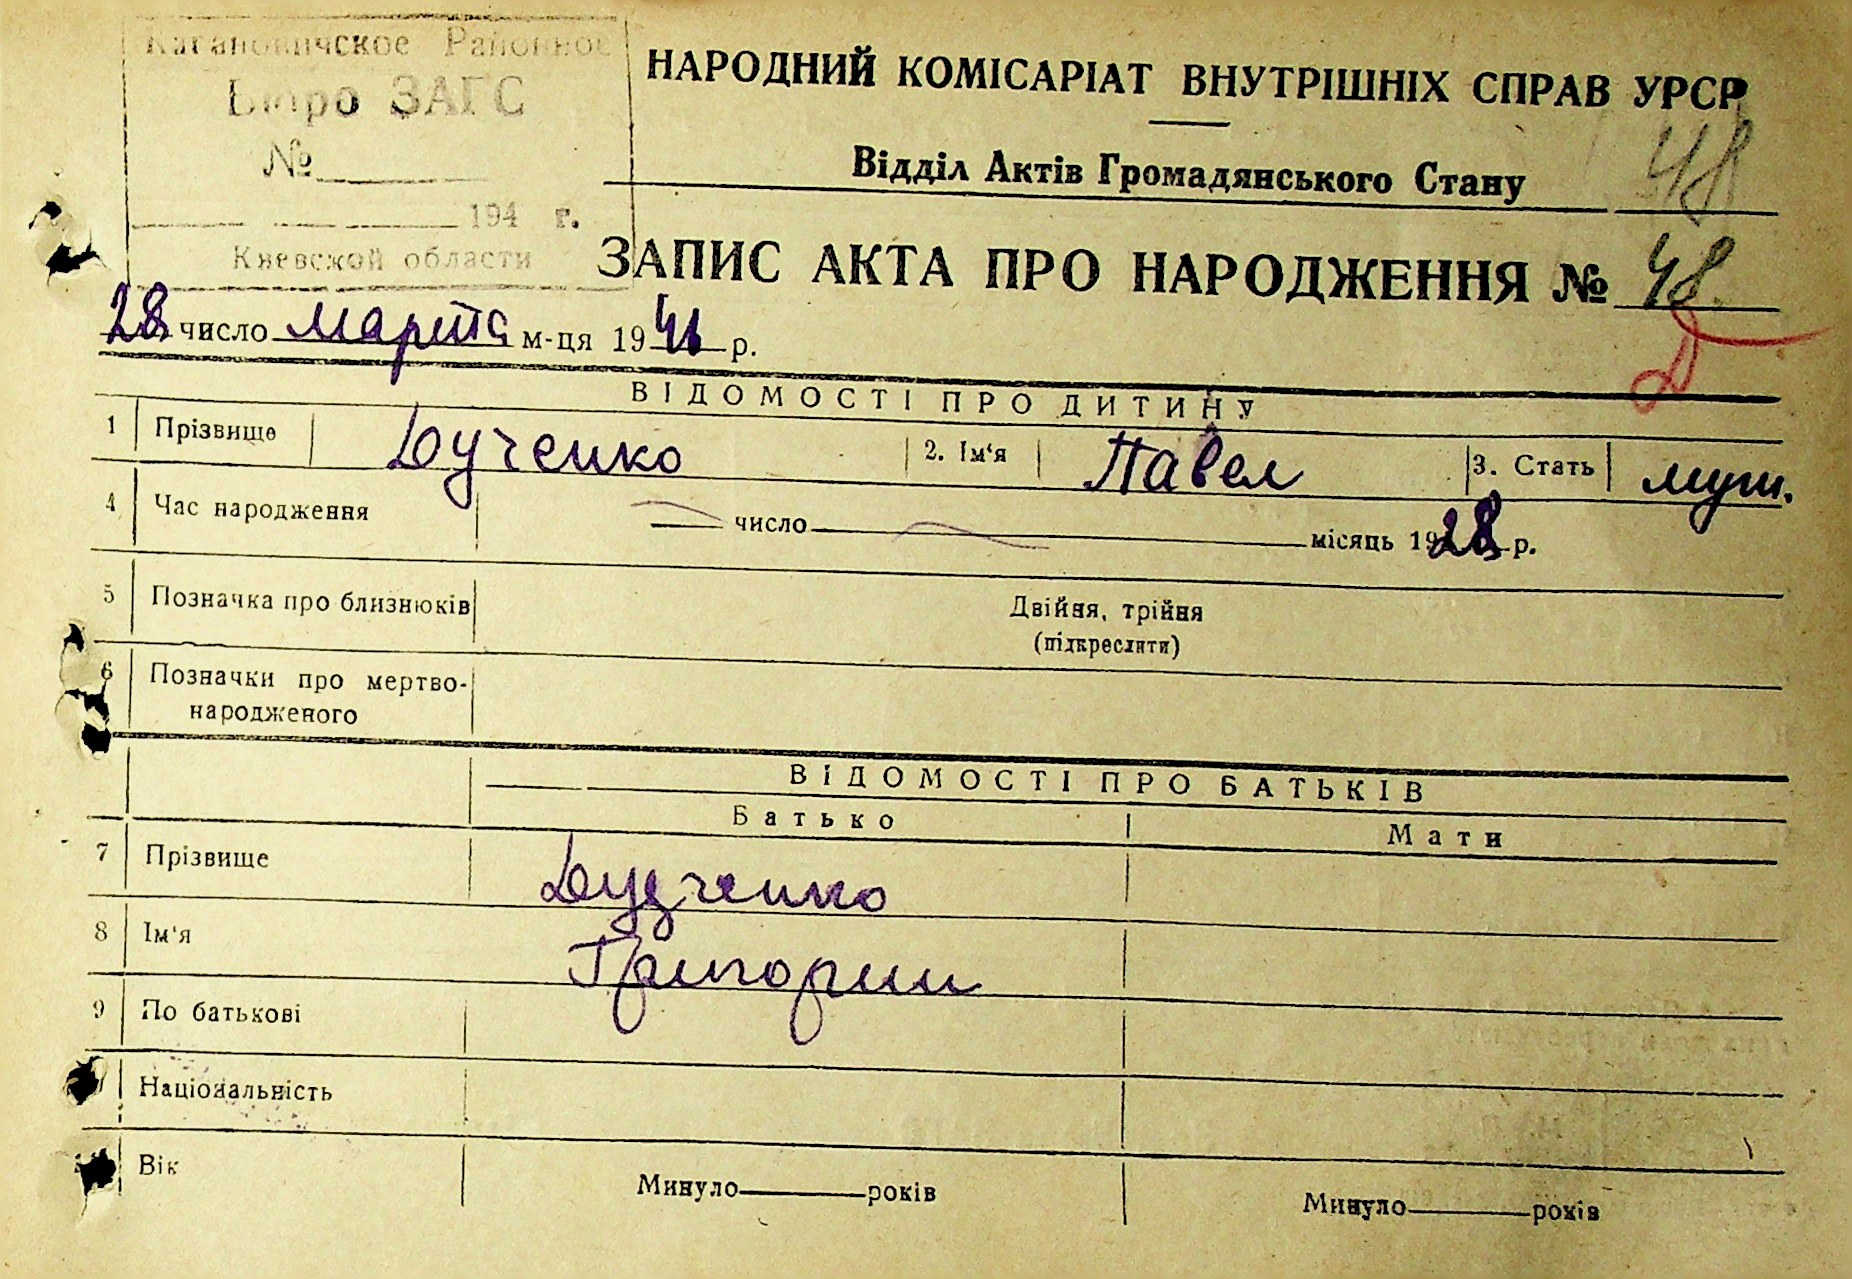 Кагановичское Районное
Бюро ЗАГС
№
194 г.
Киевской области
НАРОДНИЙ КОМІСАРІАТ ВНУТРІШНІХ СПРАВ УРСР
Відділ Актів Громадянського Стану
48
ЗАПИС АКТА ПРО НАРОДЖЕННЯ № 48
28 число марта м-ця 1941 р.
ВІДОМОСТІ ПРО ДИТИНУ
1 Прізвище Дученко 2. Ім'я Павел 3. Стать муж.
4 Час народження число місяць 1928 р.
5 Позначка про близнюків Двійня, трійня
(підкреслити)
6 Позначки про мертво-
народженого
ВІДОМОСТІ ПРО БАТЬКІВ
Батько Мати
7 Прізвище Дудченко
8 Ім'я Григории
9 По батькові
Національність
Вік Минуло років Минуло років